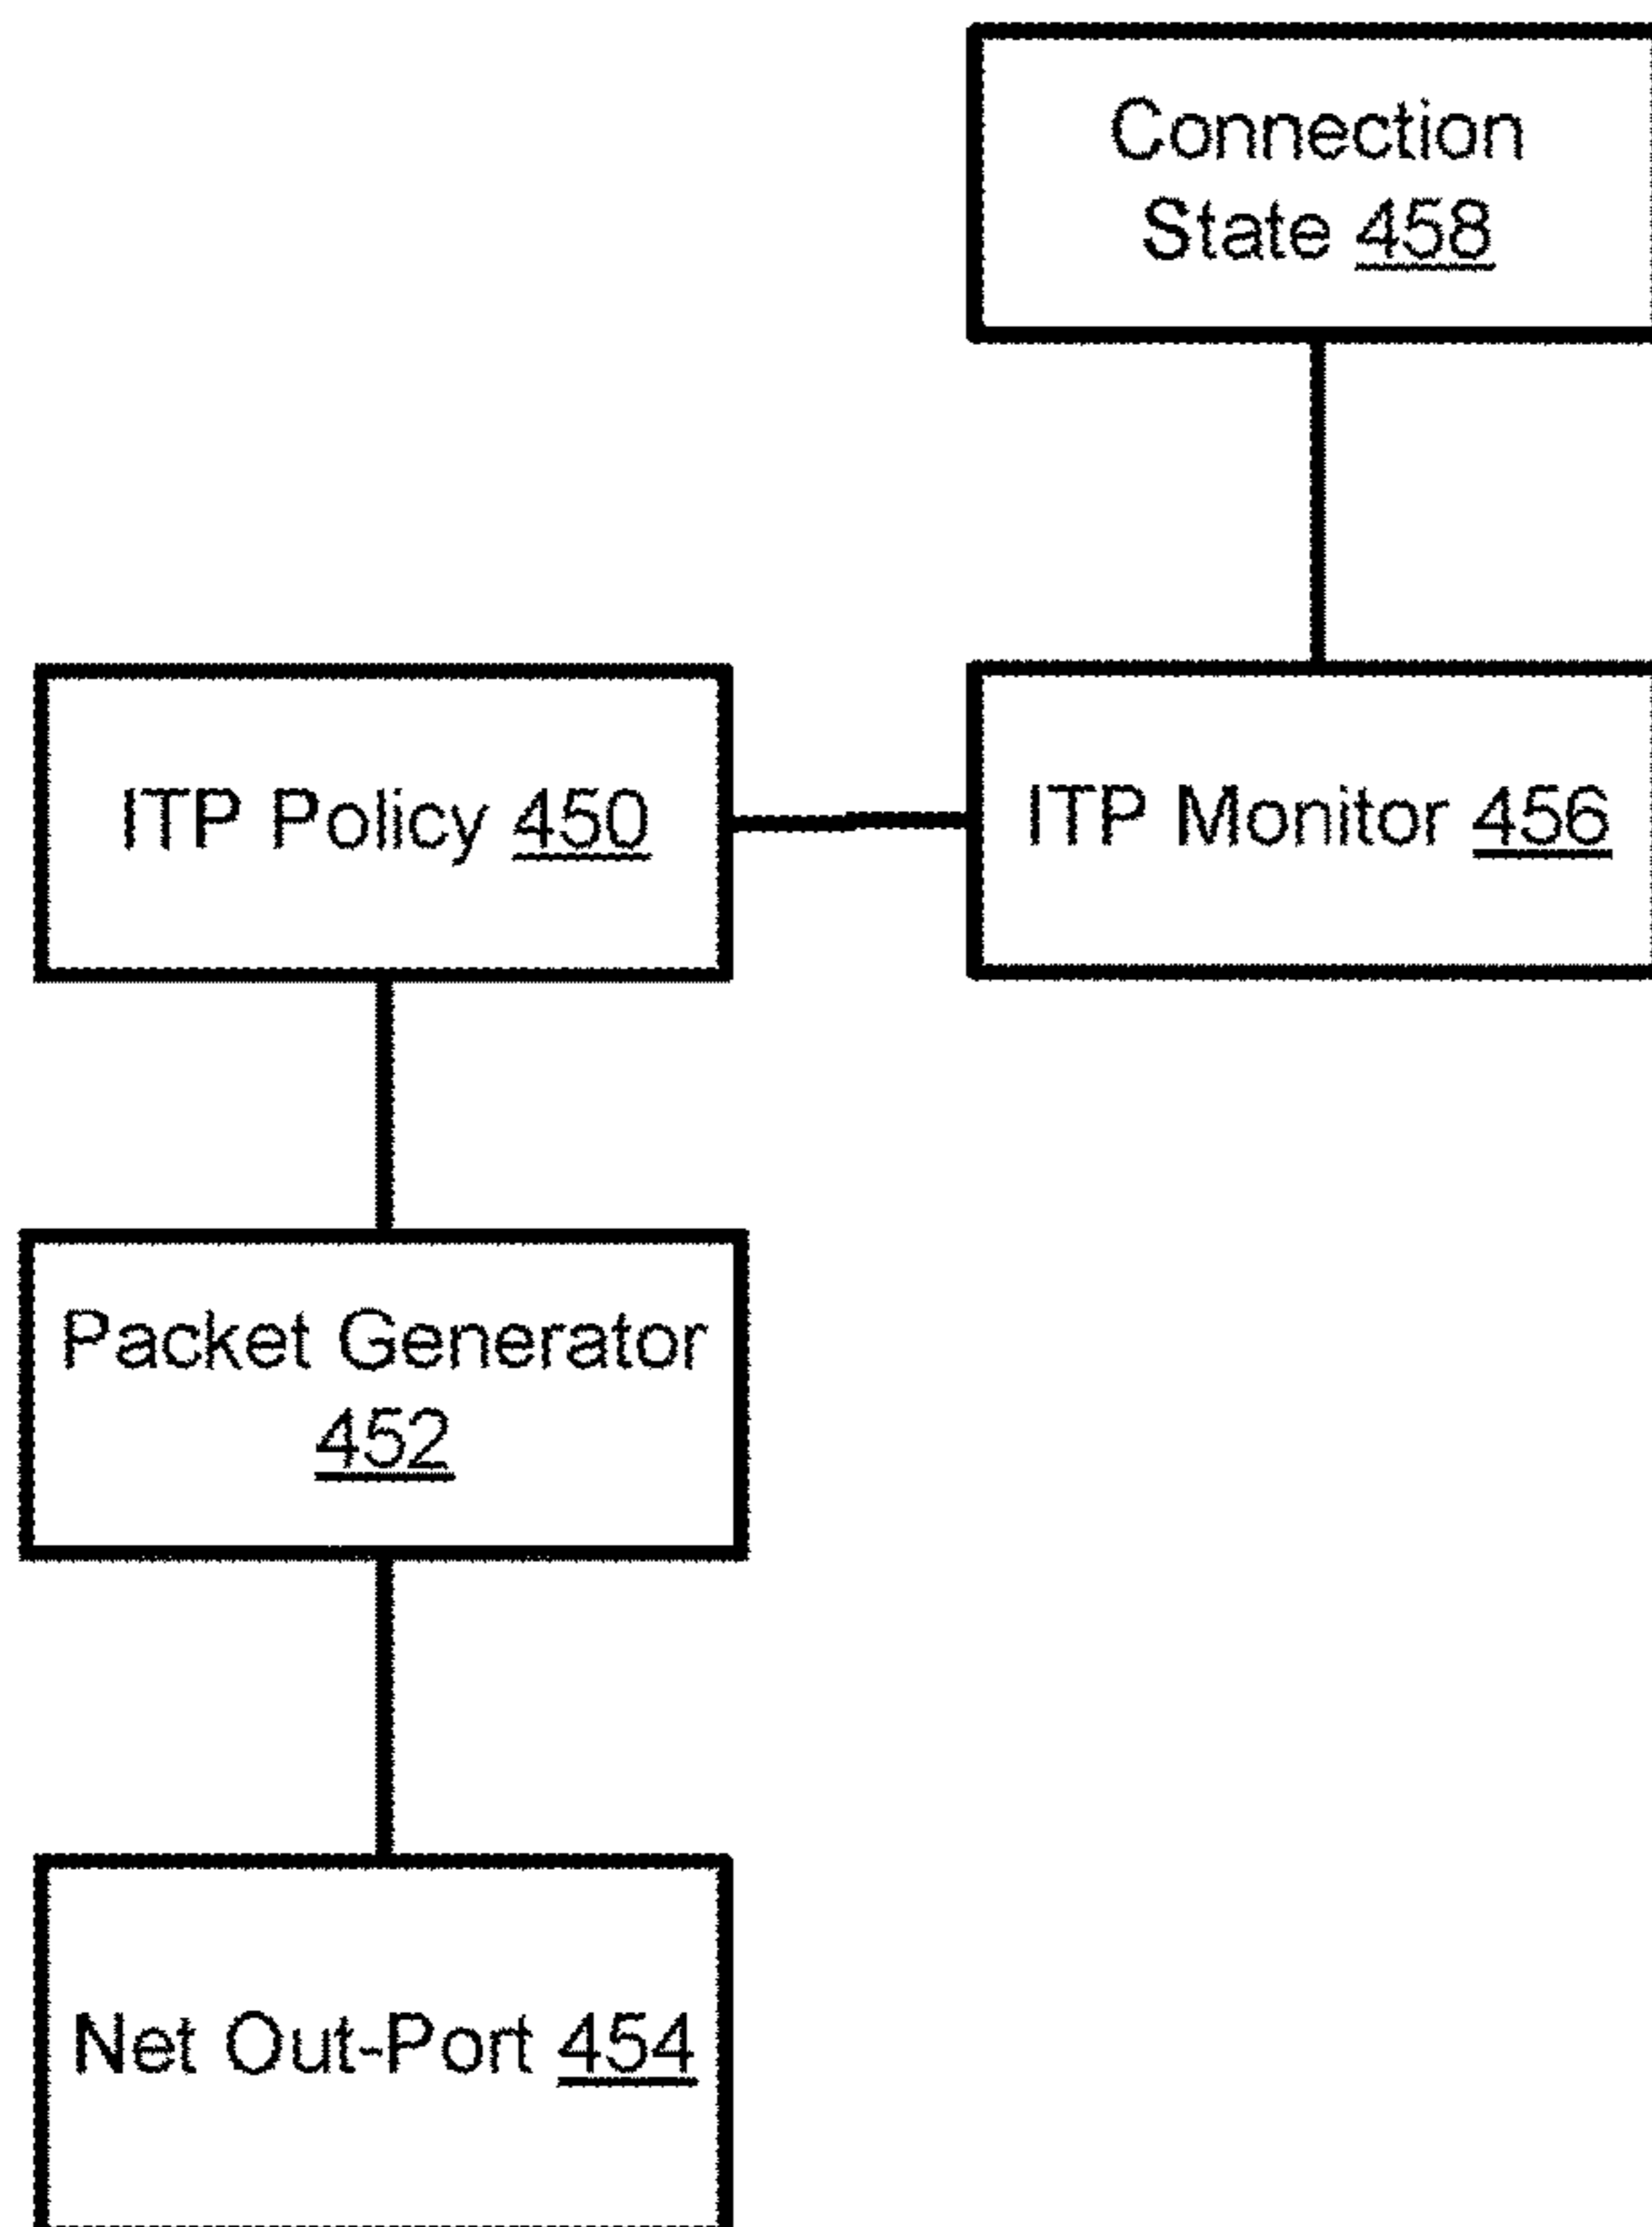 Connection
State 458
ITP Policy 450
ITP Monitor 456
Packet Generator
452
Net Out-Port 454